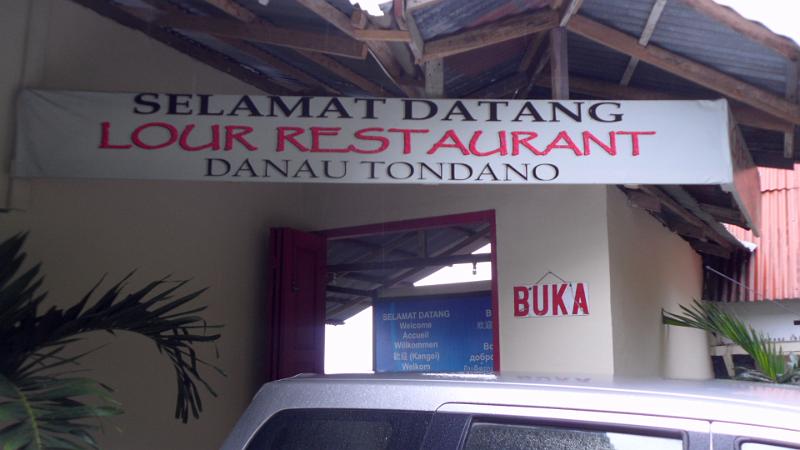 SELAMAT DATANG
LOUR RESTAURANT
DANAU TONDANO
BUKA
SELAMAT DATANG
Welcome
Accueil
Willkommen
歓迎 (Kangei)
Welkom